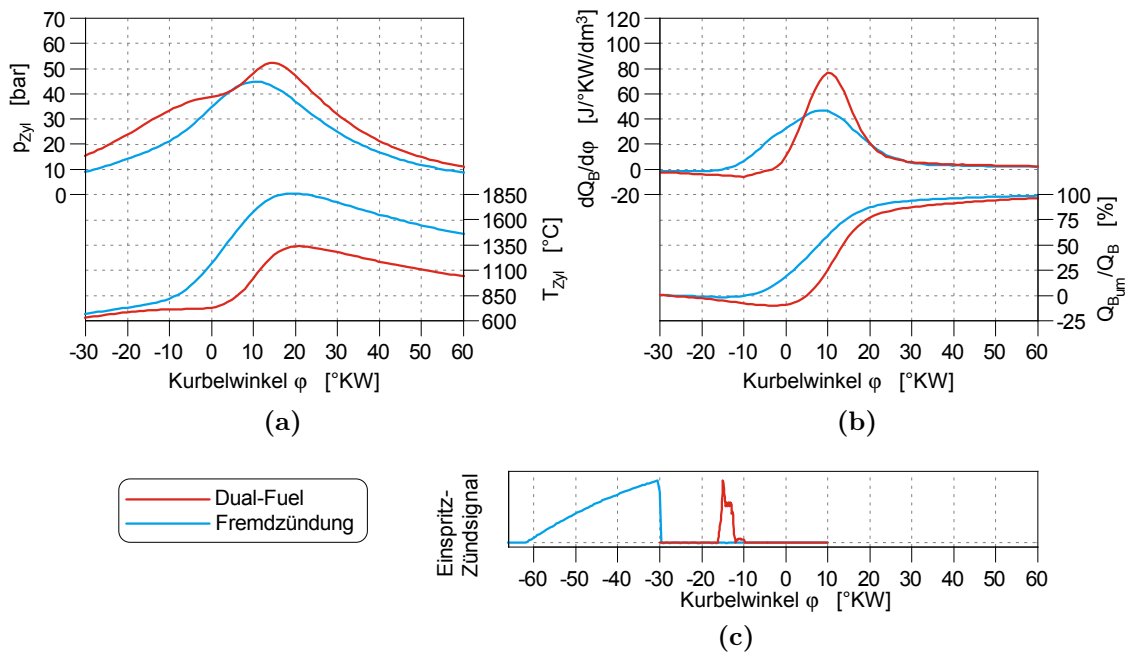 70
60
50
40
30
20
10
0
p_Zyl [bar]
1850
1600
1350
1100
850
600
T_Zyl [°C]
-30 -20 -10 0 10 20 30 40 50 60
Kurbelwinkel φ [°KW]
(a)
120
100
80
60
40
20
0
-20
dQ_B/dφ [J/°KW/dm³]
100
75
50
25
0
-25
Q_B_um/Q_B [%]
-30 -20 -10 0 10 20 30 40 50 60
Kurbelwinkel φ [°KW]
(b)
Dual-Fuel
Fremdzündung
Einspritz-
Zündsignal
-60 -50 -40 -30 -20 -10 0 10 20 30 40 50 60
Kurbelwinkel φ [°KW]
(c)